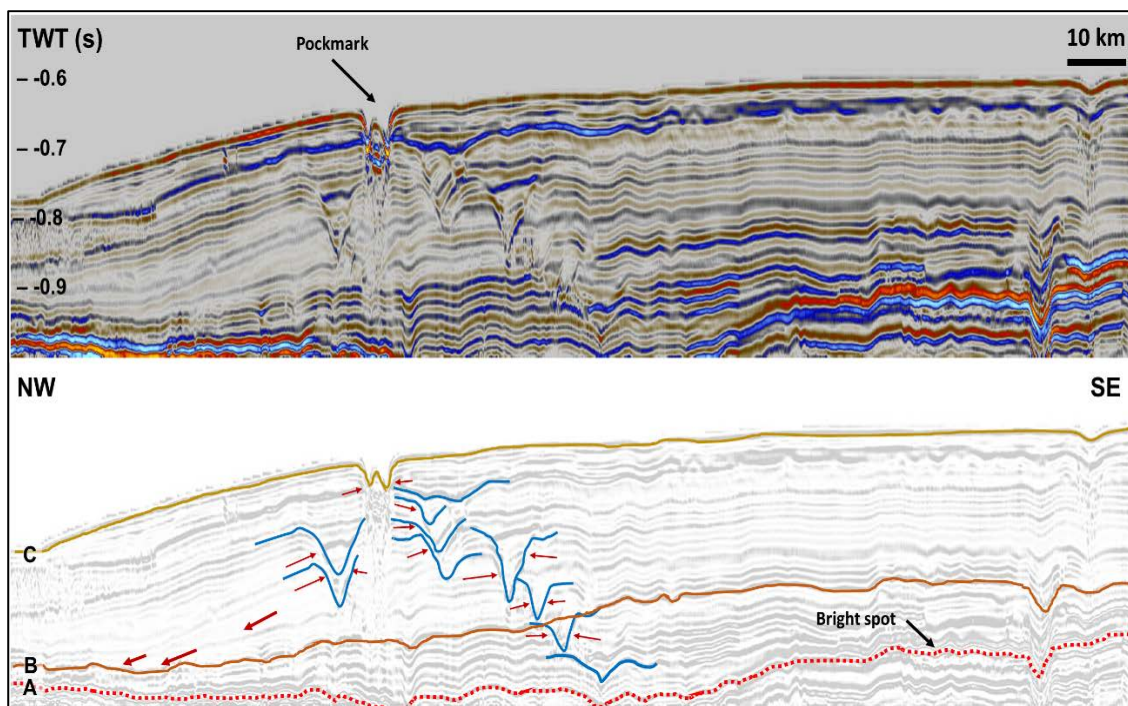 TWT (s)
Pockmark
10 km
– -0.6
– -0.7
– -0.8
– -0.9
NW
SE
C
Bright spot
B
A